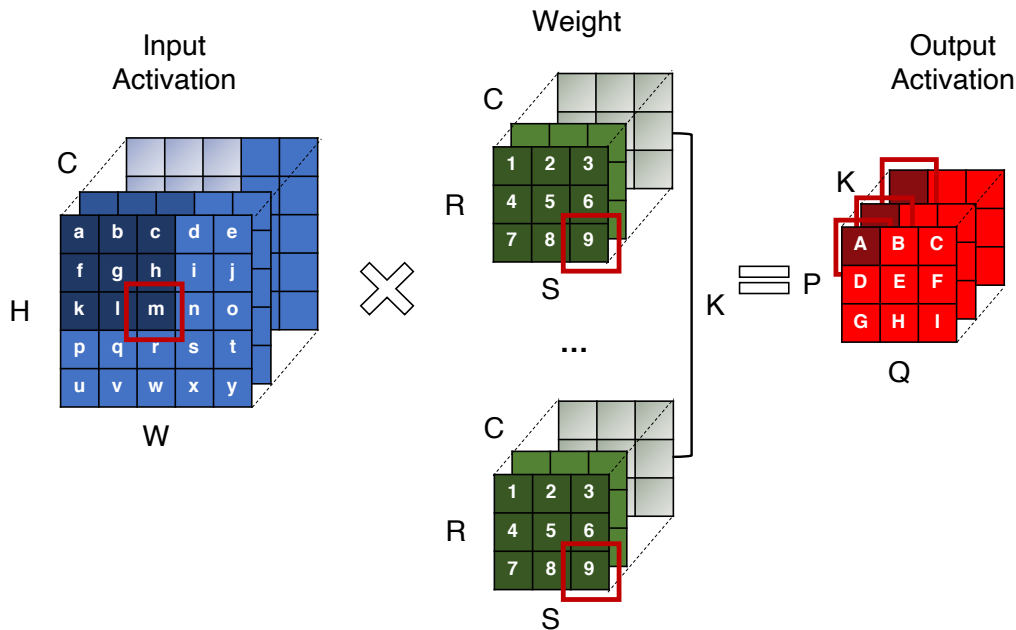 Input
Activation
C
H
a b c d e
f g h i j
k l m n o
p q r s t
u v w x y
W
Weight
C
R
1 2 3
4 5 6
7 8 9
S
...
C
R
1 2 3
4 5 6
7 8 9
S
K
Output
Activation
K
P
A B C
D E F
G H I
Q